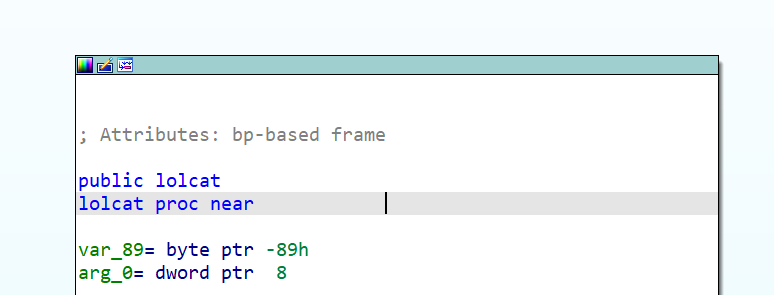 ; Attributes: bp-based frame
public lolcat
lolcat proc near
var_89= byte ptr -89h
arg_0= dword ptr  8